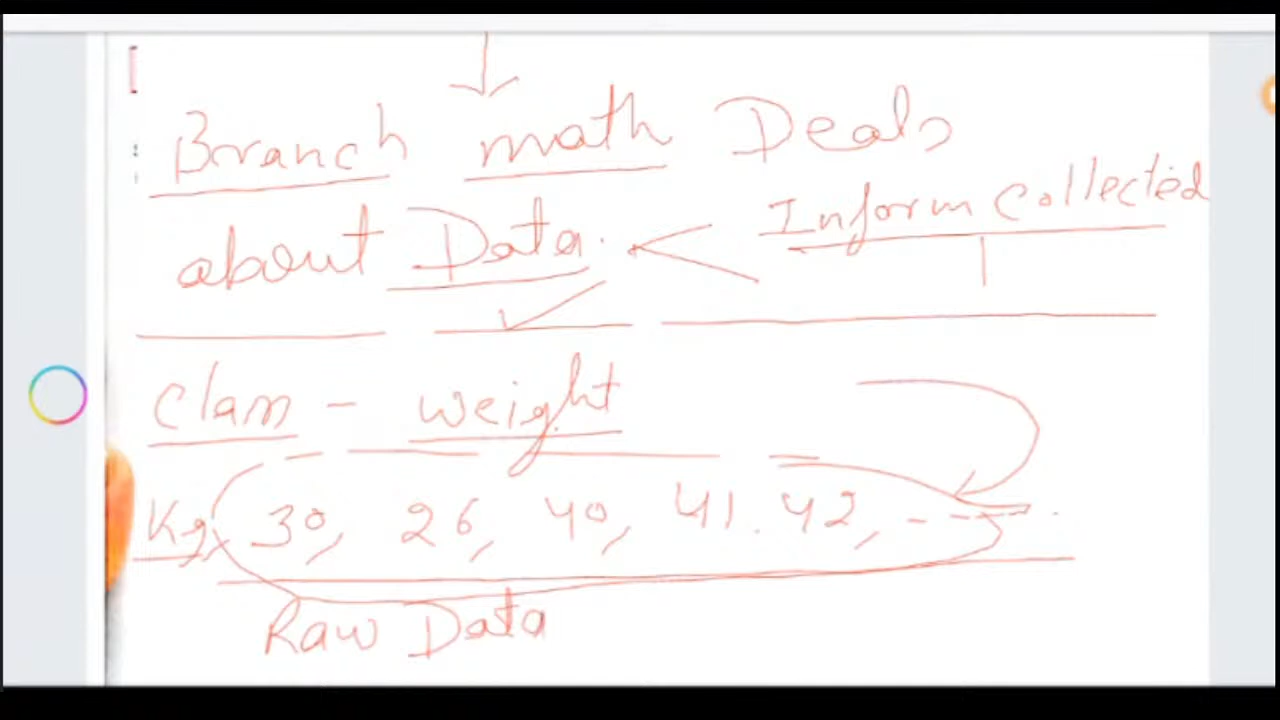 Branch math Deals
about Data. < Inform collected
Class - weight
Kg, 30, 26, 40, 41. 42, - - - - .
Raw Data